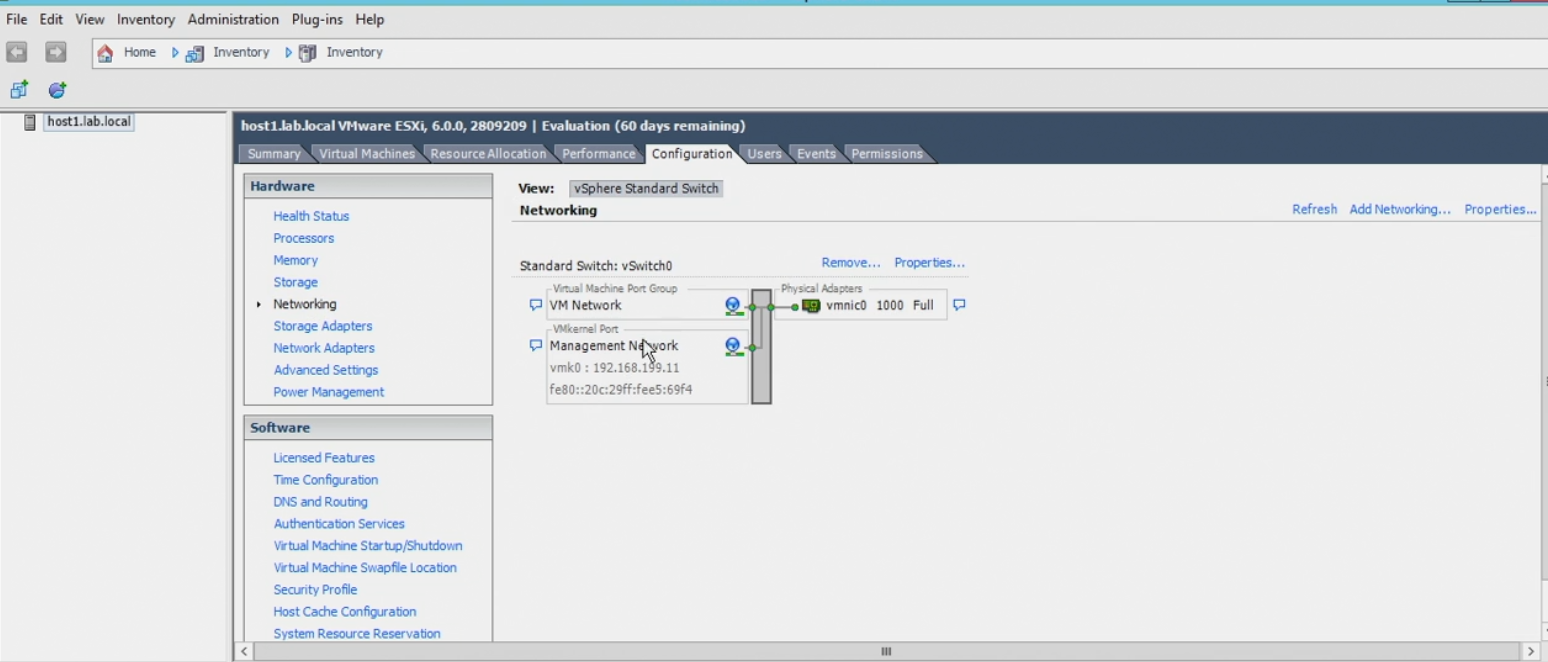 File Edit View Inventory Administration Plug-ins Help
Home Inventory Inventory
host1.lab.local
host1.lab.local VMware ESXi, 6.0.0, 2809209 | Evaluation (60 days remaining)
Summary Virtual Machines Resource Allocation Performance Configuration Users Events Permissions
Hardware
Health Status
Processors
Memory
Storage
Networking
Storage Adapters
Network Adapters
Advanced Settings
Power Management
Software
Licensed Features
Time Configuration
DNS and Routing
Authentication Services
Virtual Machine Startup/Shutdown
Virtual Machine Swapfile Location
Security Profile
Host Cache Configuration
System Resource Reservation
View: vSphere Standard Switch
Networking
Refresh Add Networking... Properties...
Standard Switch: vSwitch0 Remove... Properties...
Virtual Machine Port Group
VM Network
Physical Adapters
vmnic0 1000 Full
VMkernel Port
Management Network
vmk0 : 192.168.199.11
fe80::20c:29ff:fee5:69f4